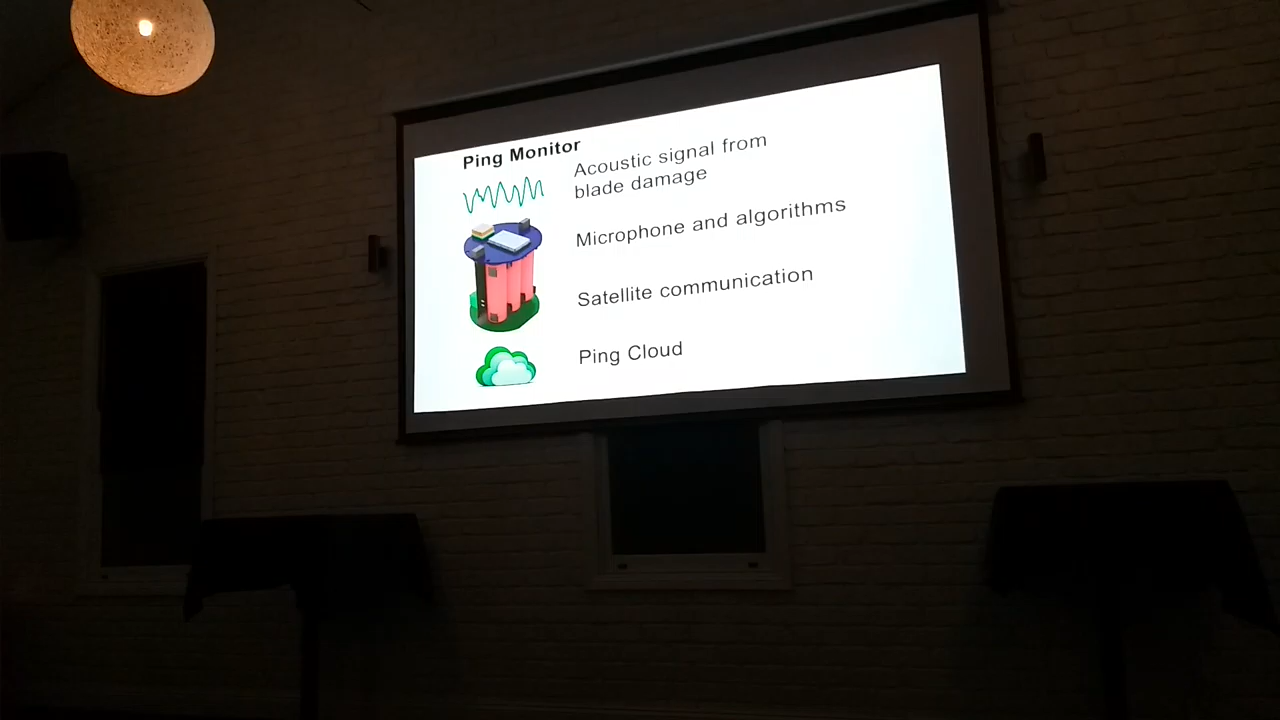 Ping Monitor
Acoustic signal from
blade damage
Microphone and algorithms
Satellite communication
Ping Cloud